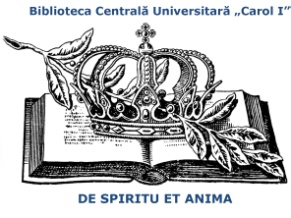 Biblioteca Centrală Universitară „Carol I”
DE SPIRITU ET ANIMA